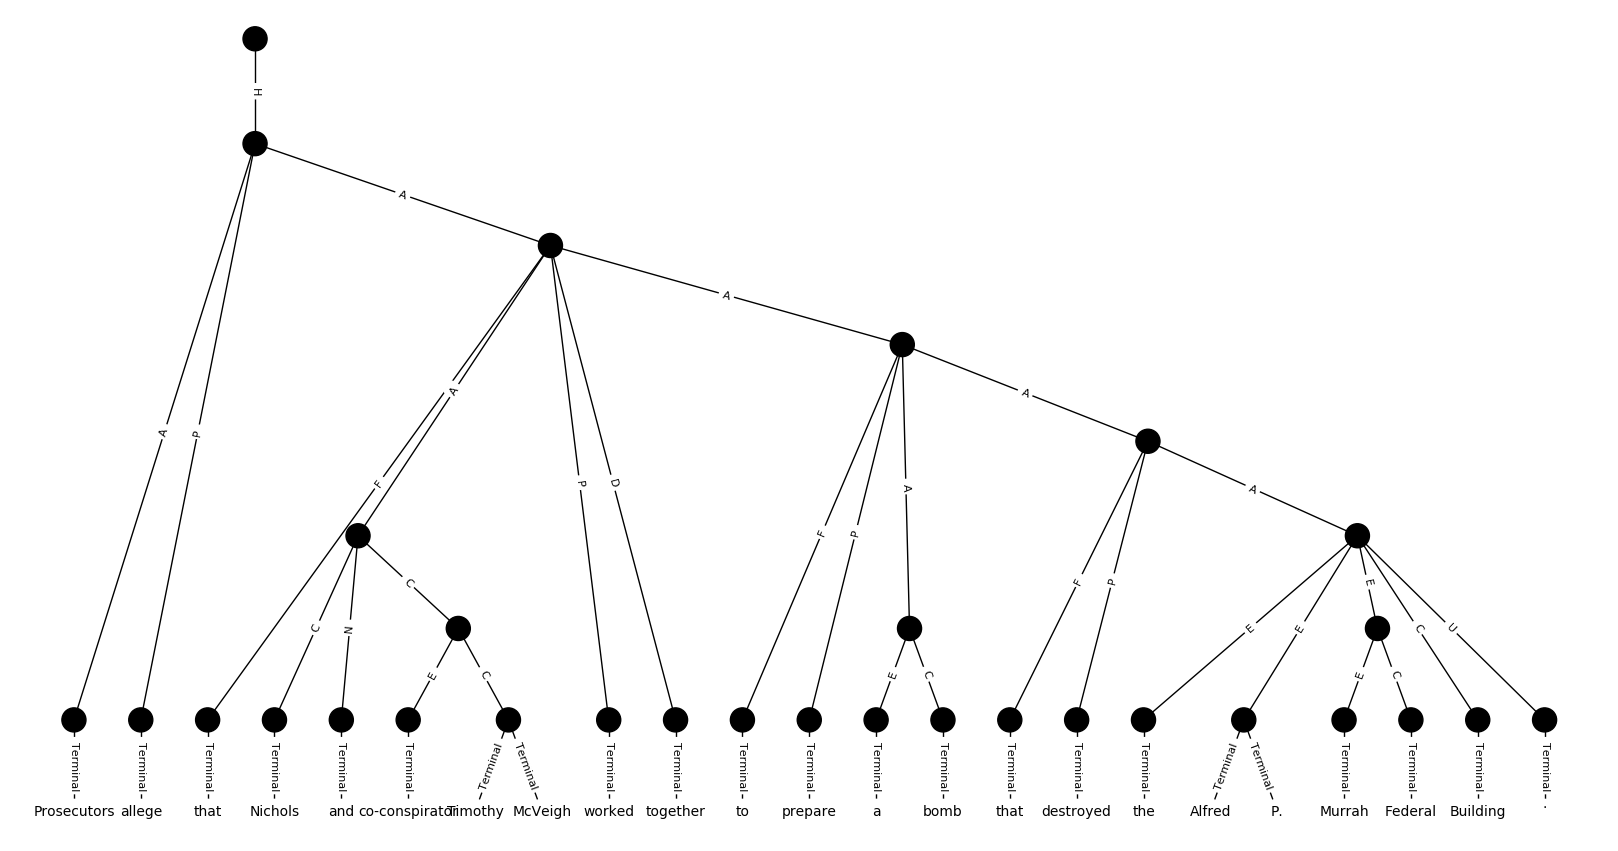 H
A
A
A
A
P
F
A
P
D
A
F
P
A
F
P
A
C
N
C
E
E
E
C
U
E
C
E
C
E
C
Terminal Terminal Terminal Terminal Terminal Terminal Terminal Terminal Terminal Terminal Terminal Terminal Terminal Terminal Terminal Terminal Terminal Terminal Terminal Terminal Terminal Terminal Terminal
Prosecutors allege that Nichols and co-conspirator Timothy McVeigh worked together to prepare a bomb that destroyed the Alfred P. Murrah Federal Building .